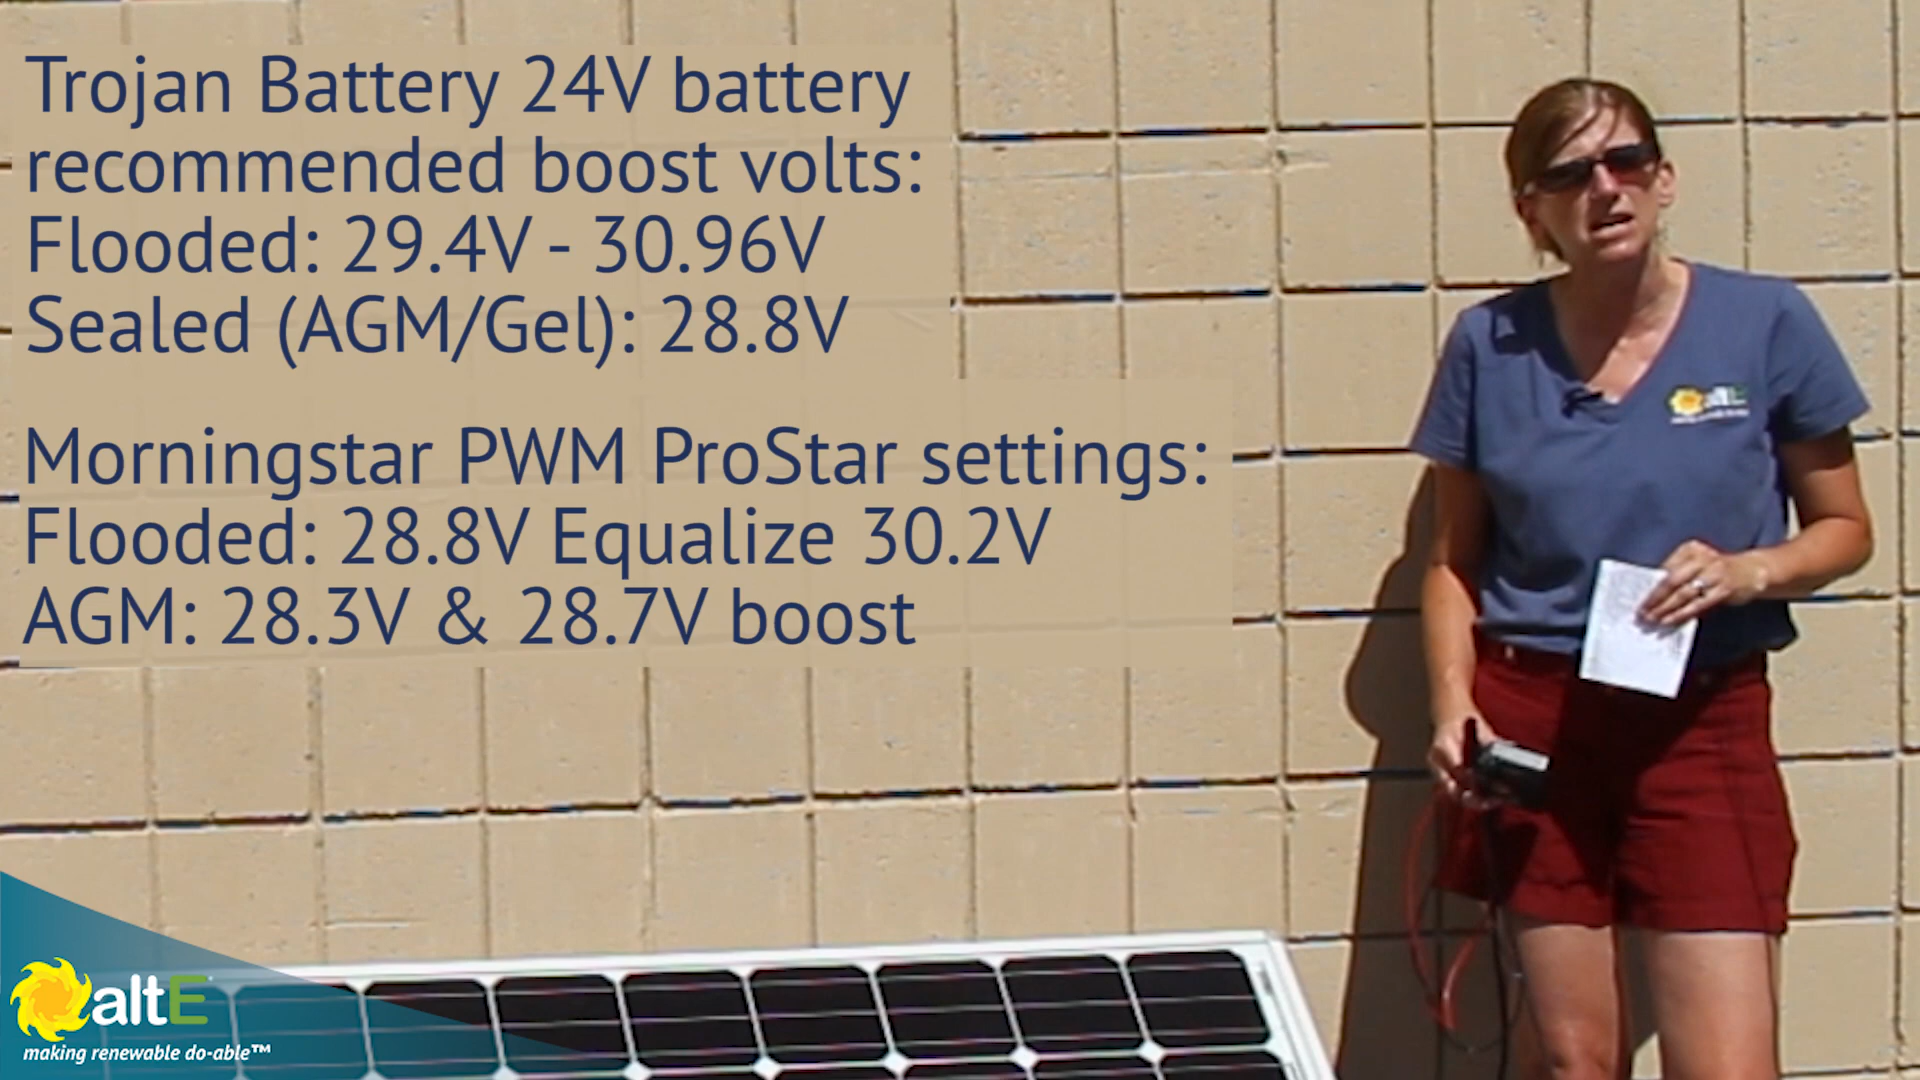 Trojan Battery 24V battery
recommended boost volts:
Flooded: 29.4V - 30.96V
Sealed (AGM/Gel): 28.8V
Morningstar PWM ProStar settings:
Flooded: 28.8V Equalize 30.2V
AGM: 28.3V & 28.7V boost
altE
altE
making renewable do-able™